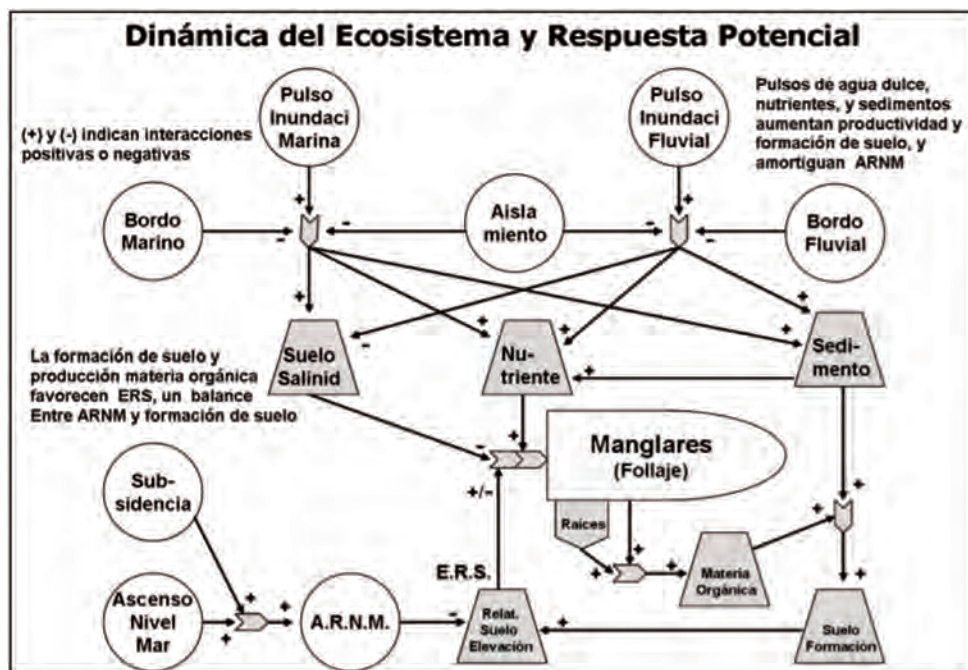 Dinámica del Ecosistema y Respuesta Potencial
Pulso
Inundaci
Marina
Pulso
Inundaci
Fluvial
Pulsos de agua dulce,
nutrientes, y sedimentos
aumentan productividad y
formación de suelo, y
amortiguan ARNM
(+) y (-) indican interacciones
positivas o negativas
+
+
Bordo
Marino
-
-
Aisla
miento
-
-
Bordo
Fluvial
+
-
+
+
+
+
Suelo
Salinid
Nu-
triente
Sedi-
mento
+
La formación de suelo y
producción materia orgánica
favorecen ERS, un balance
Entre ARNM y formación de suelo
-
+
Manglares
(Follaje)
+/-
Sub-
sidencia
Raíces
+
+
+
+
+
Materia
Orgánica
+
E.R.S.
Ascenso
Nivel
Mar
+
+
+
A.R.N.M.
-
Relat.
Suelo
Elevación
+
Suelo
Formación